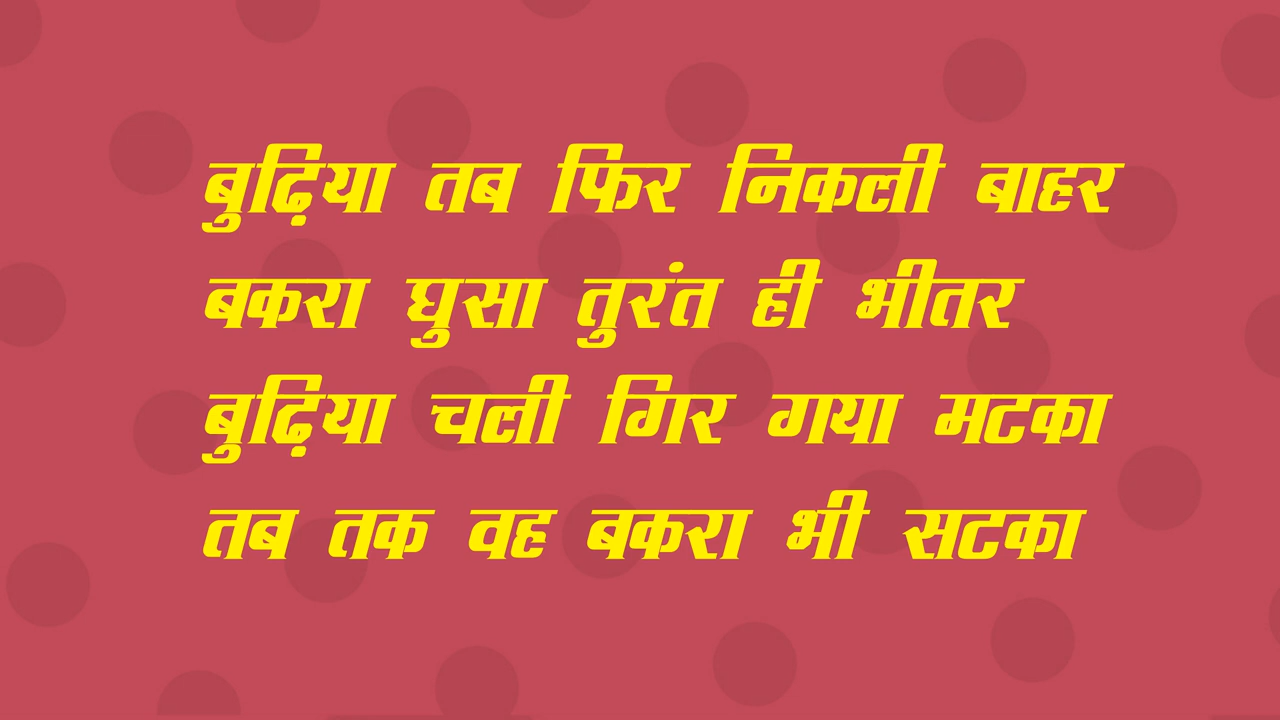 बुढ़िया तब फिर निकली बाहर
बकरा घुसा तुरंत ही भीतर
बुढ़िया चली गिर गया मटका
तब तक वह बकरा भी सटका